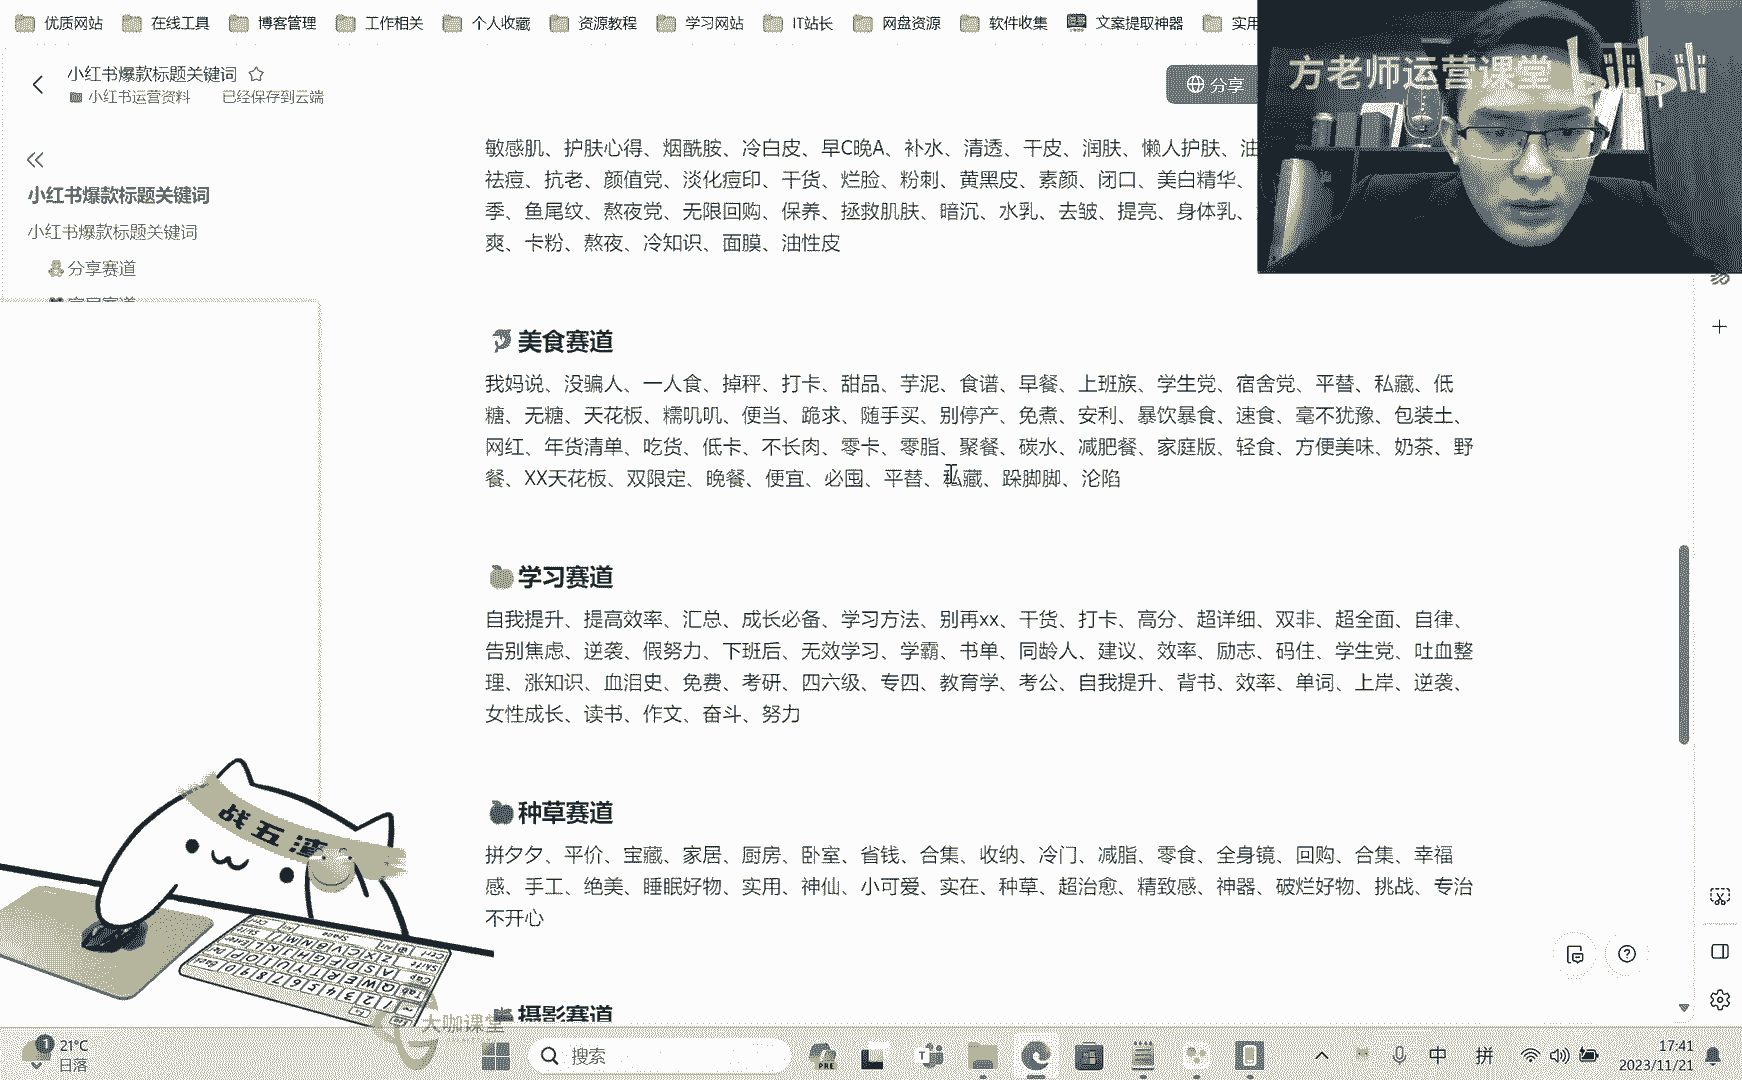 优质网站 在线工具 博客管理 工作相关 个人收藏 资源教程 学习网站 IT站长 网盘资源 软件收集 文案提取神器 实用
小红书爆款标题关键词
小红书运营资料 已经保存到云端
分享
方老师运营课堂 bilibili
小红书爆款标题关键词
小红书爆款标题关键词
分享赛道
敏感肌、护肤心得、烟酰胺、冷白皮、早C晚A、补水、清透、干皮、润肤、懒人护肤、油
祛痘、抗老、颜值党、淡化痘印、干货、烂脸、粉刺、黄黑皮、素颜、闭口、美白精华、
季、鱼尾纹、熬夜党、无限回购、保养、拯救肌肤、暗沉、水乳、去皱、提亮、身体乳、
爽、卡粉、熬夜、冷知识、面膜、油性皮
美食赛道
我妈说、没骗人、一人食、掉秤、打卡、甜品、芋泥、食谱、早餐、上班族、学生党、宿舍党、平替、私藏、低
糖、无糖、天花板、糯叽叽、便当、跪求、随手买、别停产、免煮、安利、暴饮暴食、速食、毫不犹豫、包装土、
网红、年货清单、吃货、低卡、不长肉、零卡、零脂、聚餐、碳水、减肥餐、家庭版、轻食、方便美味、奶茶、野
餐、XX天花板、双限定、晚餐、便宜、必囤、平替、私藏、跺脚脚、沦陷
学习赛道
自我提升、提高效率、汇总、成长必备、学习方法、别再xx、干货、打卡、高分、超详细、双非、超全面、自律、
告别焦虑、逆袭、假努力、下班后、无效学习、学霸、书单、同龄人、建议、效率、励志、码住、学生党、吐血整
理、涨知识、血泪史、免费、考研、四六级、专四、教育学、考公、自我提升、背书、效率、单词、上岸、逆袭、
女性成长、读书、作文、奋斗、努力
种草赛道
拼夕夕、平价、宝藏、家居、厨房、卧室、省钱、合集、收纳、冷门、减脂、零食、全身镜、回购、合集、幸福
感、手工、绝美、睡眠好物、实用、神仙、小可爱、实在、种草、超治愈、精致感、神器、破烂好物、挑战、专治
不开心
摄影赛道
战五渣
大咖课堂
1 21°C
日落
搜索
PRE
中 拼
17:41
2023/11/21